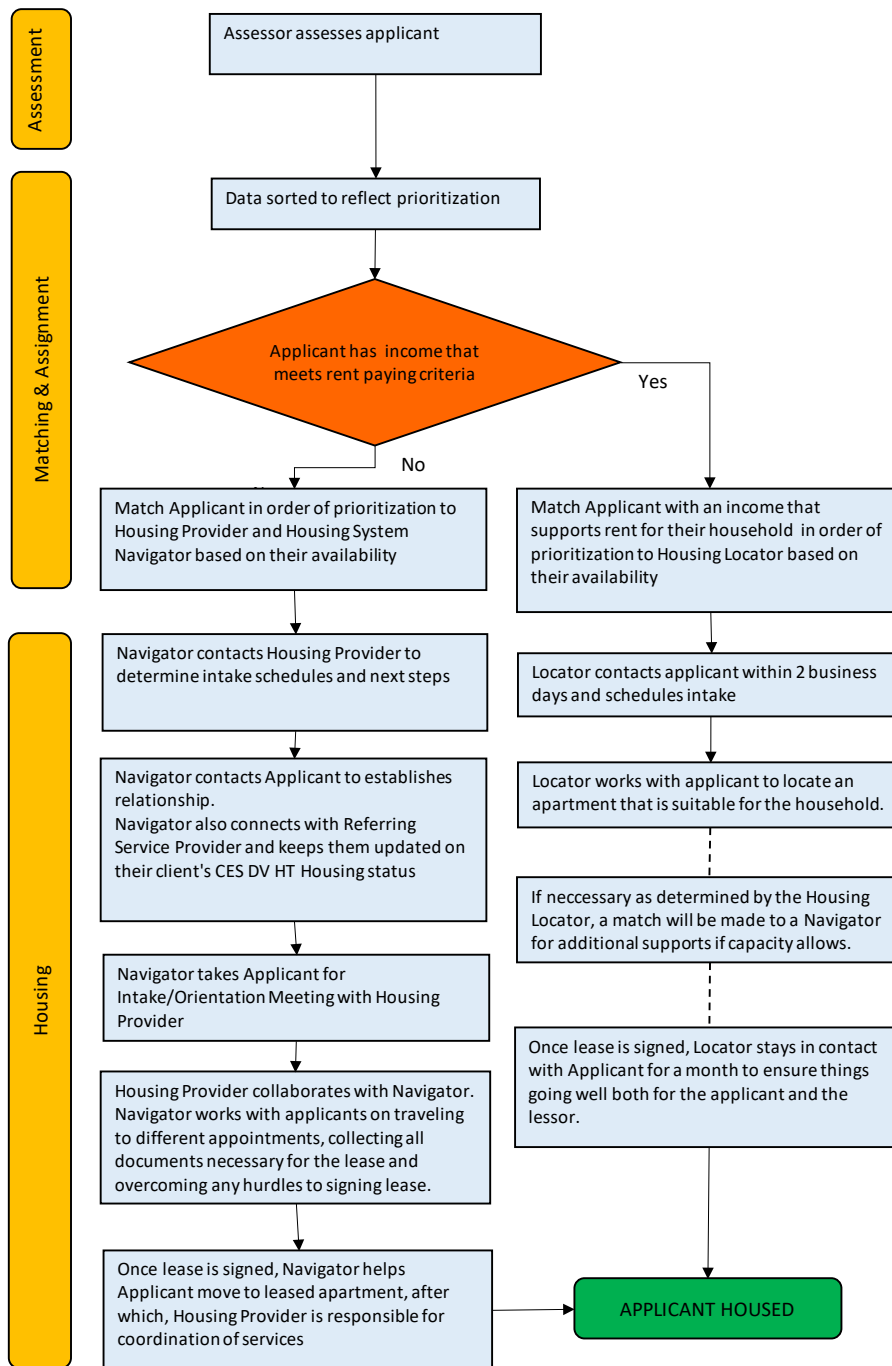 Assessment
Assessor assesses applicant
Matching & Assignment
Data sorted to reflect prioritization
Applicant has income that
meets rent paying criteria
Yes
No
Match Applicant in order of prioritization to
Housing Provider and Housing System
Navigator based on their availability
Match Applicant with an income that
supports rent for their household in order of
prioritization to Housing Locator based on
their availability
Housing
Navigator contacts Housing Provider to
determine intake schedules and next steps
Navigator contacts Applicant to establishes
relationship.
Navigator also connects with Referring
Service Provider and keeps them updated on
their client's CES DV HT Housing status
Navigator takes Applicant for
Intake/Orientation Meeting with Housing
Provider
Housing Provider collaborates with Navigator.
Navigator works with applicants on traveling
to different appointments, collecting all
documents necessary for the lease and
overcoming any hurdles to signing lease.
Once lease is signed, Navigator helps
Applicant move to leased apartment, after
which, Housing Provider is responsible for
coordination of services
Locator contacts applicant within 2 business
days and schedules intake
Locator works with applicant to locate an
apartment that is suitable for the household.
If neccessary as determined by the Housing
Locator, a match will be made to a Navigator
for additional supports if capacity allows.
Once lease is signed, Locator stays in contact
with Applicant for a month to ensure things
going well both for the applicant and the
lessor.
APPLICANT HOUSED